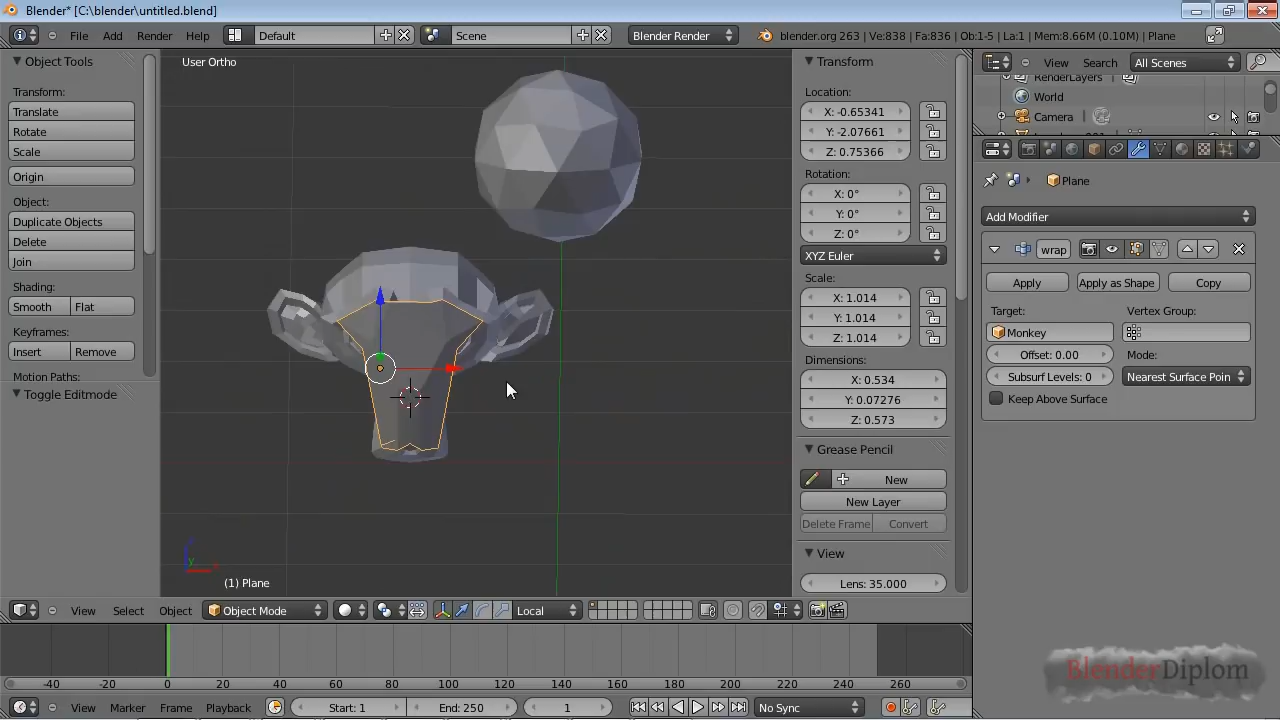 Blender* [C:\blender\untitled.blend]
File Add Render Help Default Scene Blender Render blender.org 263 | Ve:838 | Fa:836 | Ob:1-5 | La:1 | Mem:8.66M (0.10M) | Plane
Object Tools
Transform:
Translate
Rotate
Scale
Origin
Object:
Duplicate Objects
Delete
Join
Shading:
Smooth Flat
Keyframes:
Insert Remove
Motion Paths:
Toggle Editmode
User Ortho
(1) Plane
Transform
Location:
X: -0.65341
Y: -2.07661
Z: 0.75366
Rotation:
X: 0°
Y: 0°
Z: 0°
XYZ Euler
Scale:
X: 1.014
Y: 1.014
Z: 1.014
Dimensions:
X: 0.534
Y: 0.07276
Z: 0.573
Grease Pencil
New
New Layer
Delete Frame Convert
View
Lens: 35.000
View Search All Scenes
RenderLayers
World
Camera
Plane
Add Modifier
wrap
Apply Apply as Shape Copy
Target: Vertex Group:
Monkey
Offset: 0.00 Mode:
Subsurf Levels: 0 Nearest Surface Poin
Keep Above Surface
View Select Object Object Mode Local
-40 -20 0 20 40 60 80 100 120 140 160 180 200 220 240 260
View Marker Frame Playback Start: 1 End: 250 1 No Sync
BlenderDiplom